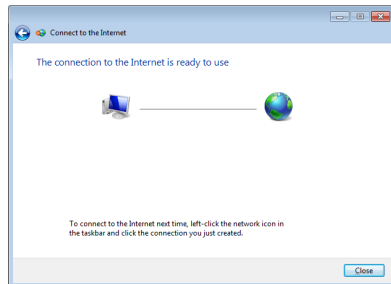 Connect to the Internet
The connection to the Internet is ready to use
To connect to the Internet next time, left-click the network icon in
the taskbar and click the connection you just created.
Close